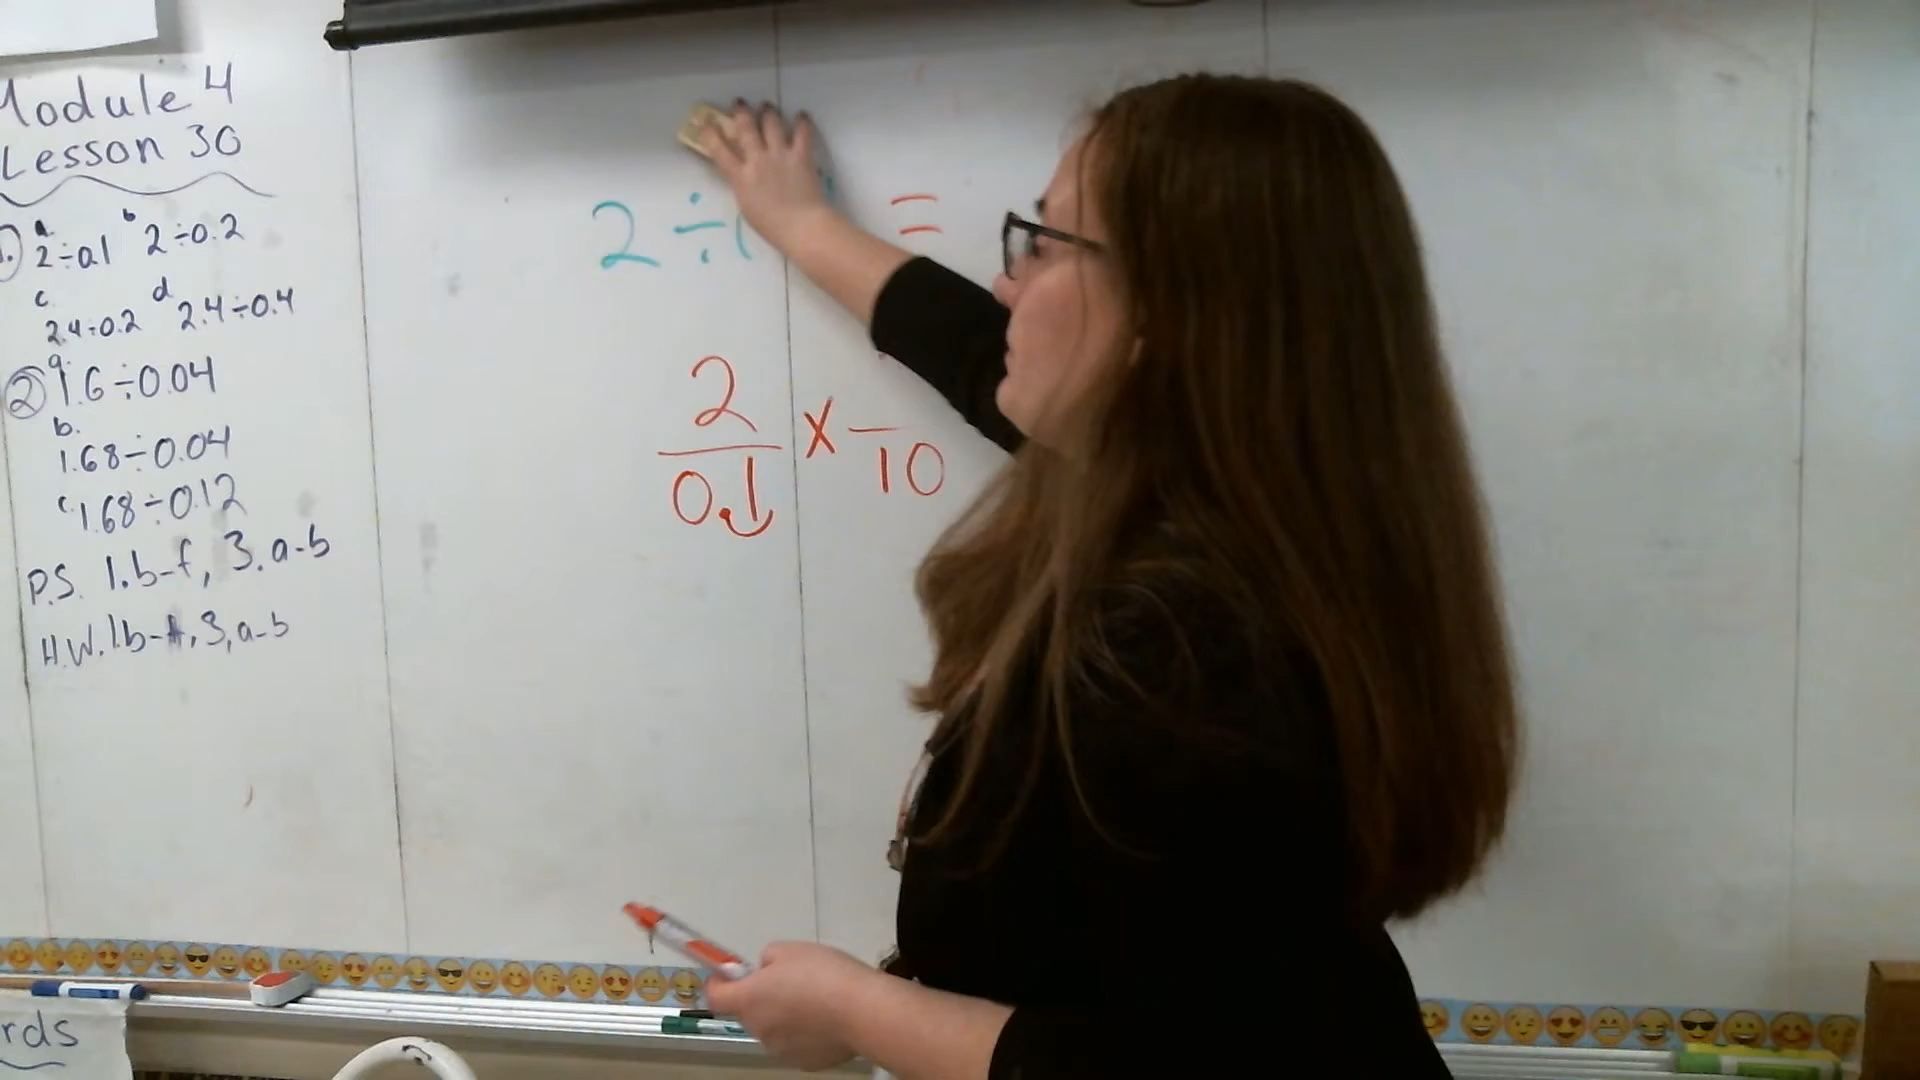 Module 4
Lesson 30
1. a 2÷0.1 b 2÷0.2
c. 2.4÷0.2 d 2.4÷0.4
2 a. 1.6÷0.04
b. 1.68÷0.04
c. 1.68÷0.12
P.S. 1.b-f, 3.a-b
H.W. 1.b-f, 3,a-b
2 ÷ =
2 x
0.1 10
rds